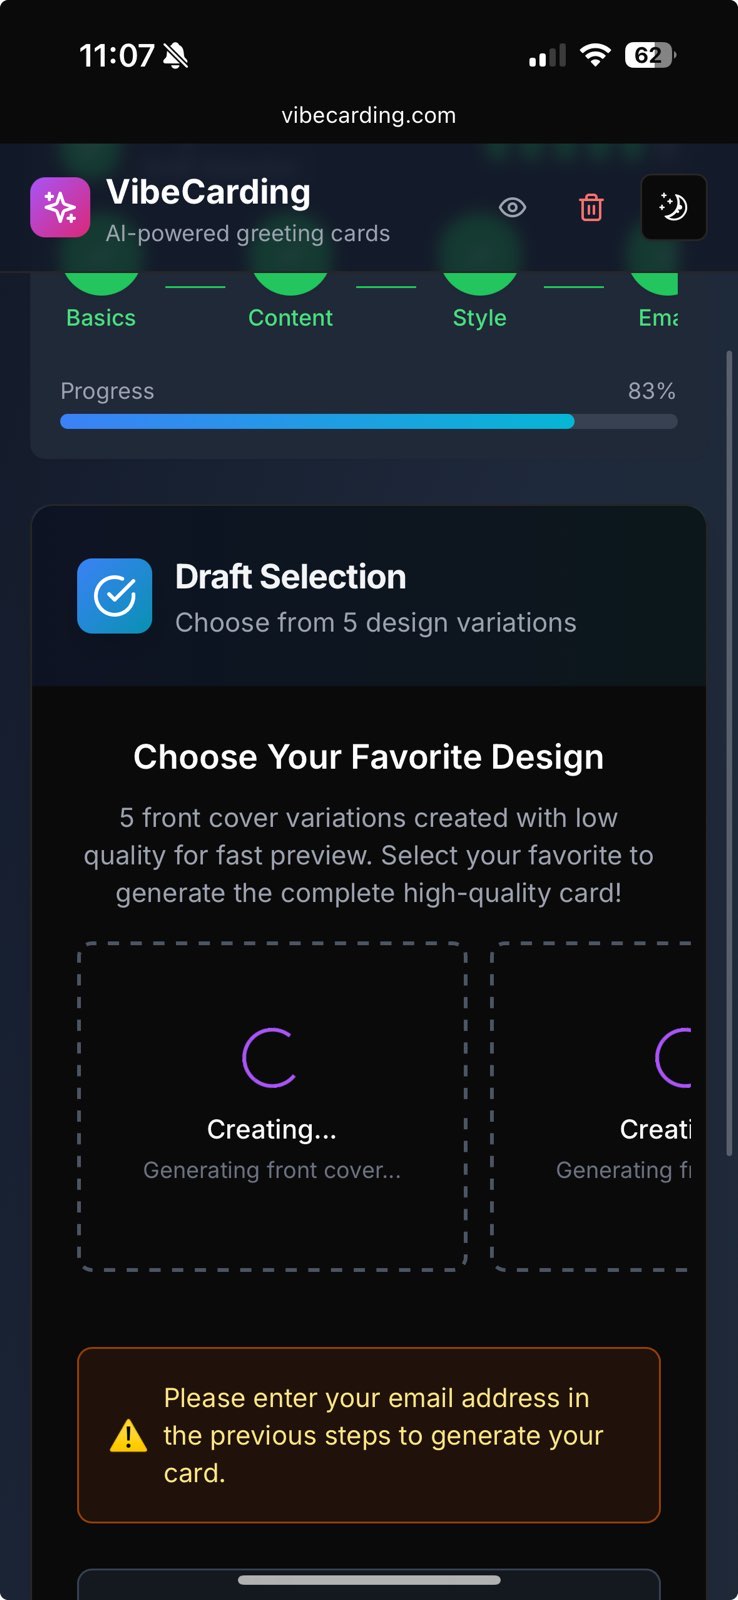 11:07
62
vibecarding.com
VibeCarding
AI-powered greeting cards
Basics
Content
Style
Ema
Progress
83%
Draft Selection
Choose from 5 design variations
Choose Your Favorite Design
5 front cover variations created with low
quality for fast preview. Select your favorite to
generate the complete high-quality card!
Creating...
Generating front cover...
Creati
Generating fr
Please enter your email address in
the previous steps to generate your
card.